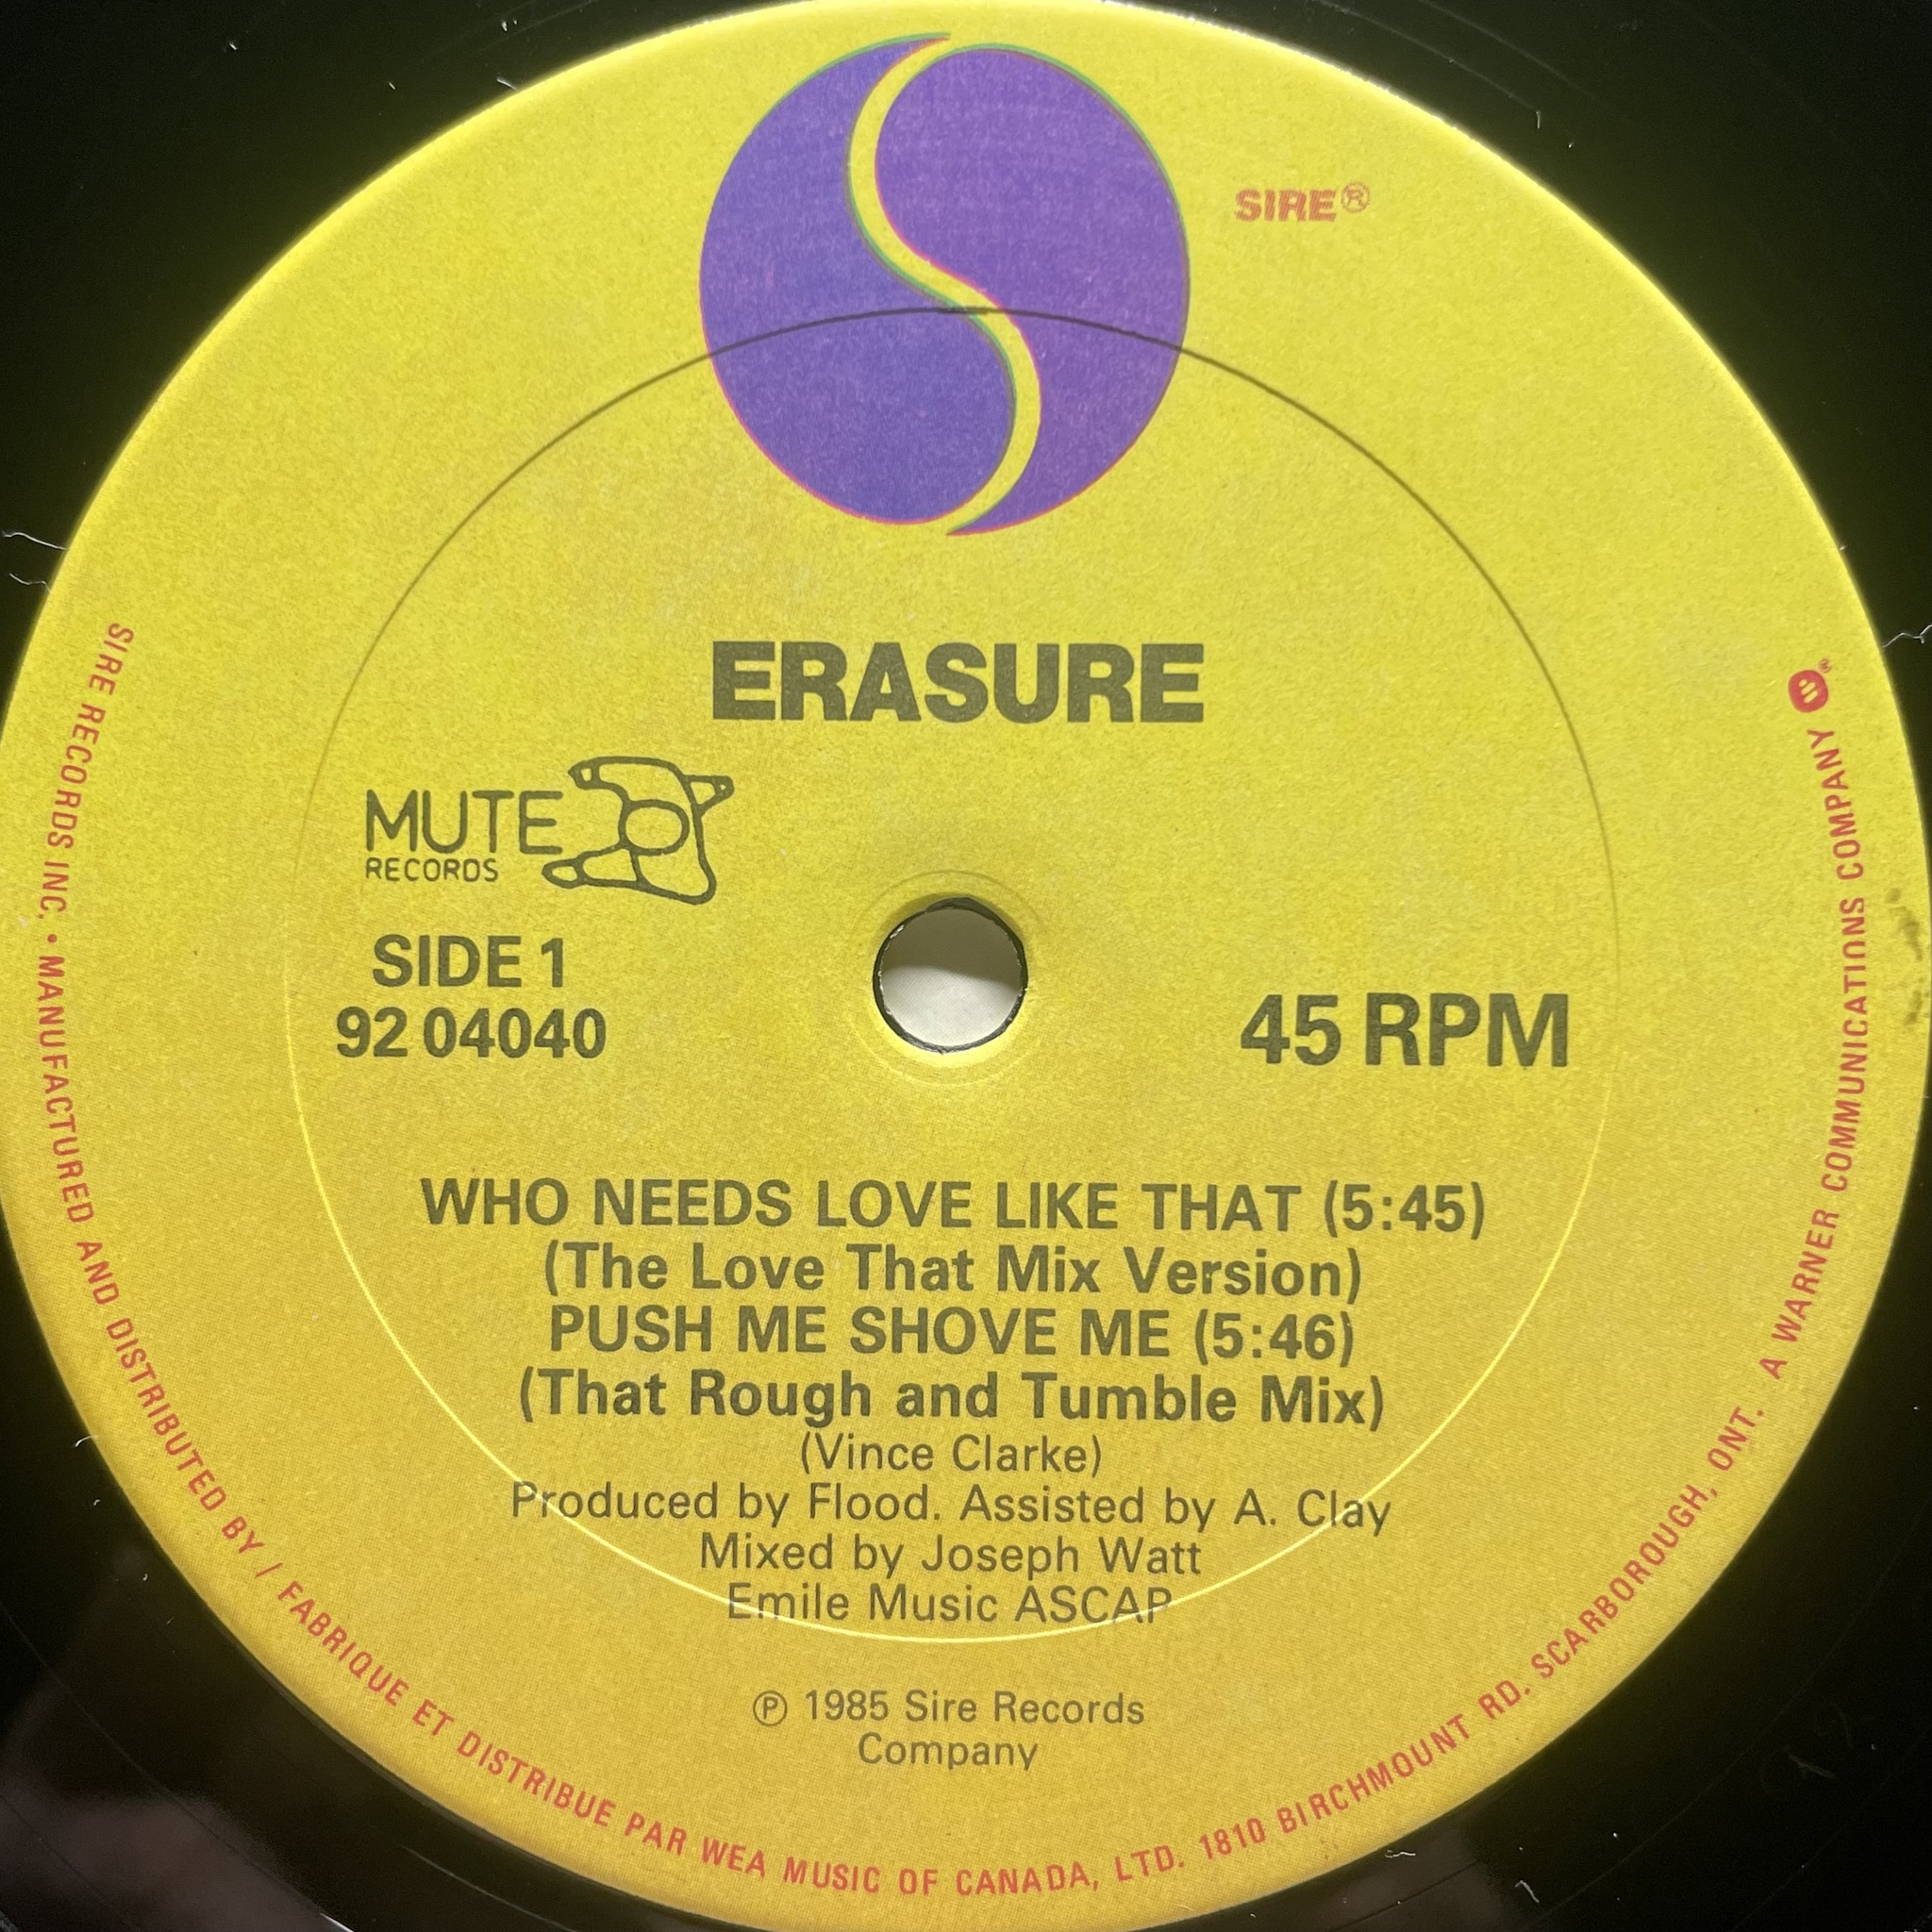 SIRE®
ERASURE
MUTE
RECORDS
SIDE 1
92 04040
45 RPM
WHO NEEDS LOVE LIKE THAT (5:45)
(The Love That Mix Version)
PUSH ME SHOVE ME (5:46)
(That Rough and Tumble Mix)
(Vince Clarke)
Produced by Flood. Assisted by A. Clay
Mixed by Joseph Watt
Emile Music ASCAP
℗ 1985 Sire Records
Company
SIRE RECORDS INC. • MANUFACTURED AND DISTRIBUTED BY / FABRIQUE ET DISTRIBUE PAR WEA MUSIC OF CANADA, LTD. 1810 BIRCHMOUNT RD. SCARBOROUGH, ONT. A WARNER COMMUNICATIONS COMPANY ®